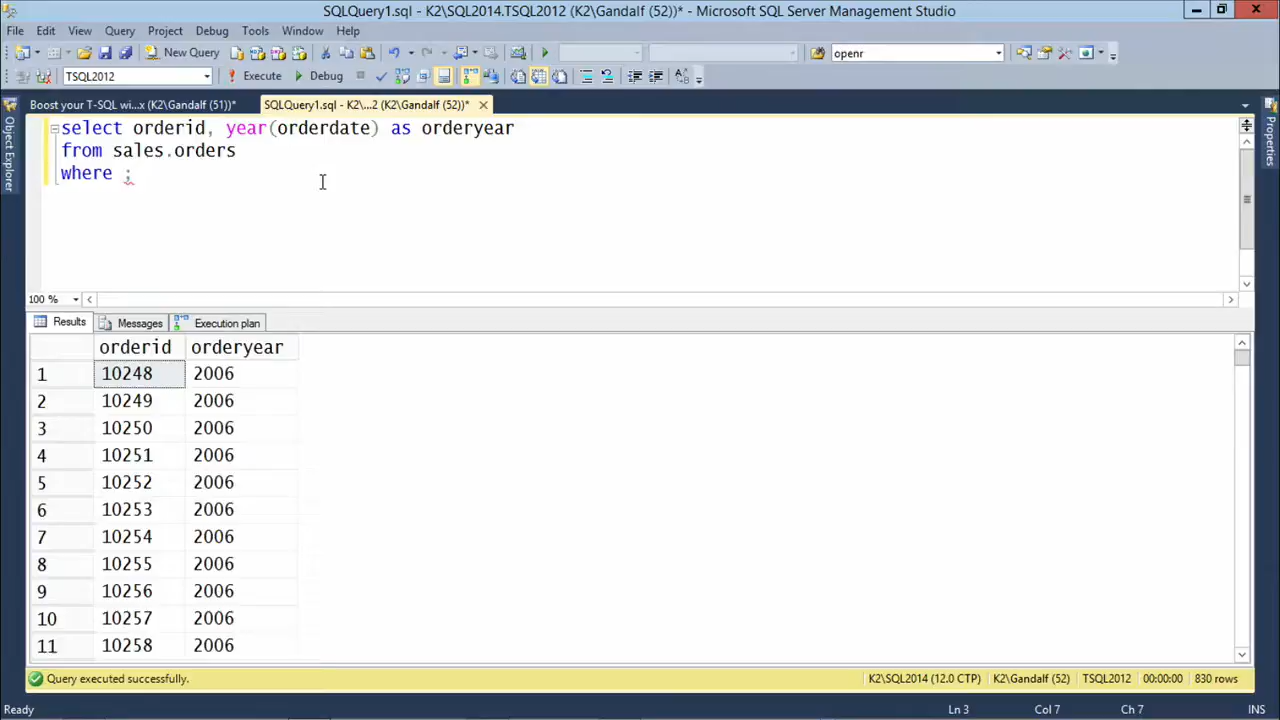 SQLQuery1.sql - K2\SQL2014.TSQL2012 (K2\Gandalf (52))* - Microsoft SQL Server Management Studio
File Edit View Query Project Debug Tools Window Help
New Query openr
TSQL2012 Execute Debug
Boost your T-SQL wi...x (K2\Gandalf (51))* SQLQuery1.sql - K2\...2 (K2\Gandalf (52))*
Object Explorer
Properties
select orderid, year(orderdate) as orderyear
from sales.orders
where ;
100 %
Results Messages Execution plan
orderid orderyear
1 10248 2006
2 10249 2006
3 10250 2006
4 10251 2006
5 10252 2006
6 10253 2006
7 10254 2006
8 10255 2006
9 10256 2006
10 10257 2006
11 10258 2006
Query executed successfully. K2\SQL2014 (12.0 CTP) K2\Gandalf (52) TSQL2012 00:00:00 830 rows
Ready Ln 3 Col 7 Ch 7 INS